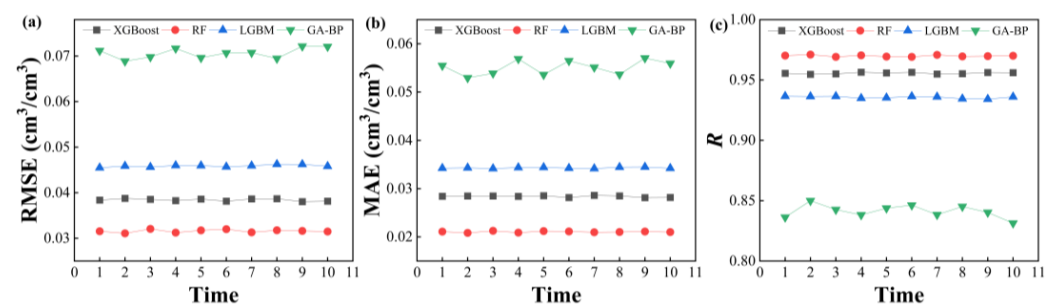 (a)
XGBoost RF LGBM GA-BP
RMSE (cm³/cm³)
0.07
0.06
0.05
0.04
0.03
0 1 2 3 4 5 6 7 8 9 10 11
Time
(b)
XGBoost RF LGBM GA-BP
MAE (cm³/cm³)
0.06
0.05
0.04
0.03
0.02
0 1 2 3 4 5 6 7 8 9 10 11
Time
(c)
XGBoost RF LGBM GA-BP
R
1.00
0.95
0.90
0.85
0.80
0 1 2 3 4 5 6 7 8 9 10 11
Time